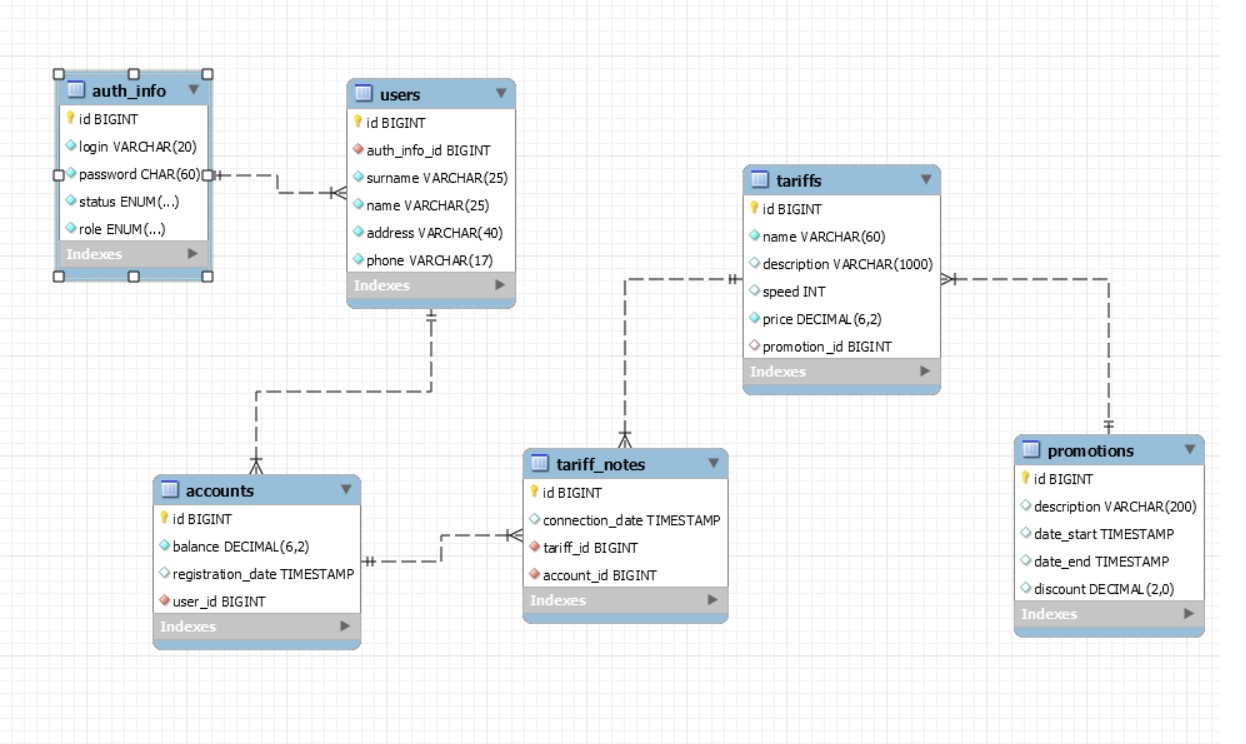 auth_info
id BIGINT
login VARCHAR(20)
password CHAR(60)
status ENUM(...)
role ENUM(...)
Indexes
users
id BIGINT
auth_info_id BIGINT
surname VARCHAR(25)
name VARCHAR(25)
address VARCHAR(40)
phone VARCHAR(17)
Indexes
tariffs
id BIGINT
name VARCHAR(60)
description VARCHAR(1000)
speed INT
price DECIMAL(6,2)
promotion_id BIGINT
Indexes
accounts
id BIGINT
balance DECIMAL(6,2)
registration_date TIMESTAMP
user_id BIGINT
Indexes
tariff_notes
id BIGINT
connection_date TIMESTAMP
tariff_id BIGINT
account_id BIGINT
Indexes
promotions
id BIGINT
description VARCHAR(200)
date_start TIMESTAMP
date_end TIMESTAMP
discount DECIMAL(2,0)
Indexes